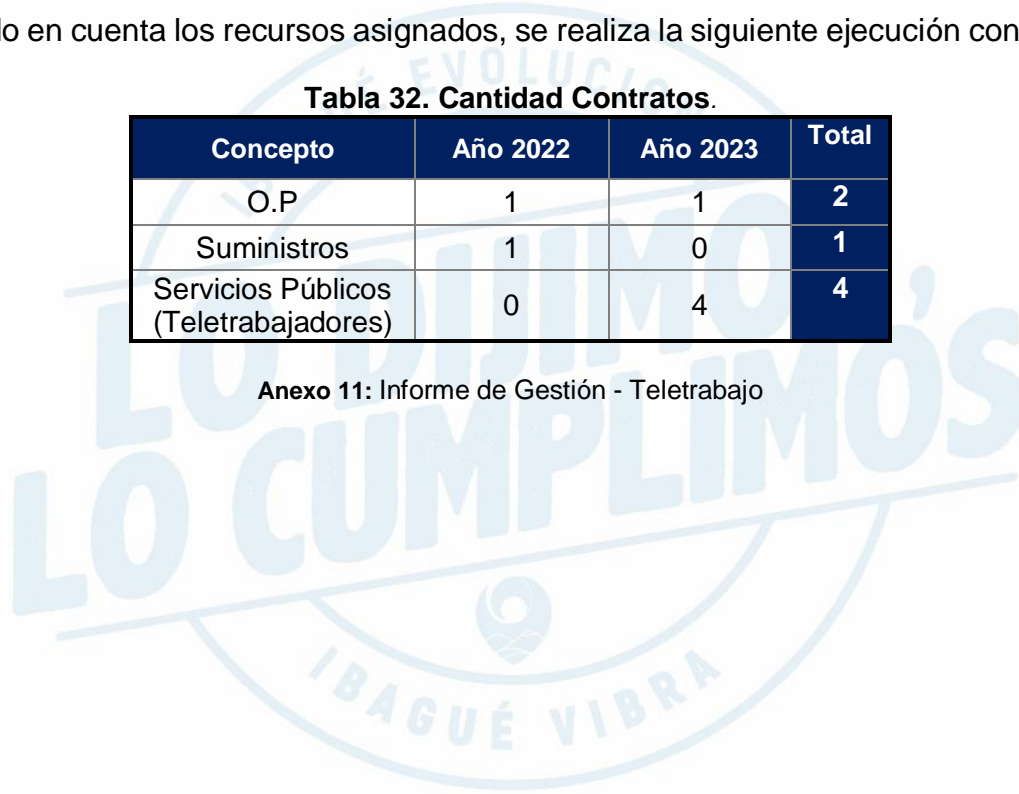 o en cuenta los recursos asignados, se realiza la siguiente ejecución con
Tabla 32. Cantidad Contratos.
Concepto Año 2022 Año 2023 Total
O.P 1 1 2
Suministros 1 0 1
Servicios Públicos
(Teletrabajadores) 0 4 4
Anexo 11: Informe de Gestión - Teletrabajo
EVOLUCIO
LO DIJIMO
LO CUMPLIMOS
IBAGUÉ VIBRA